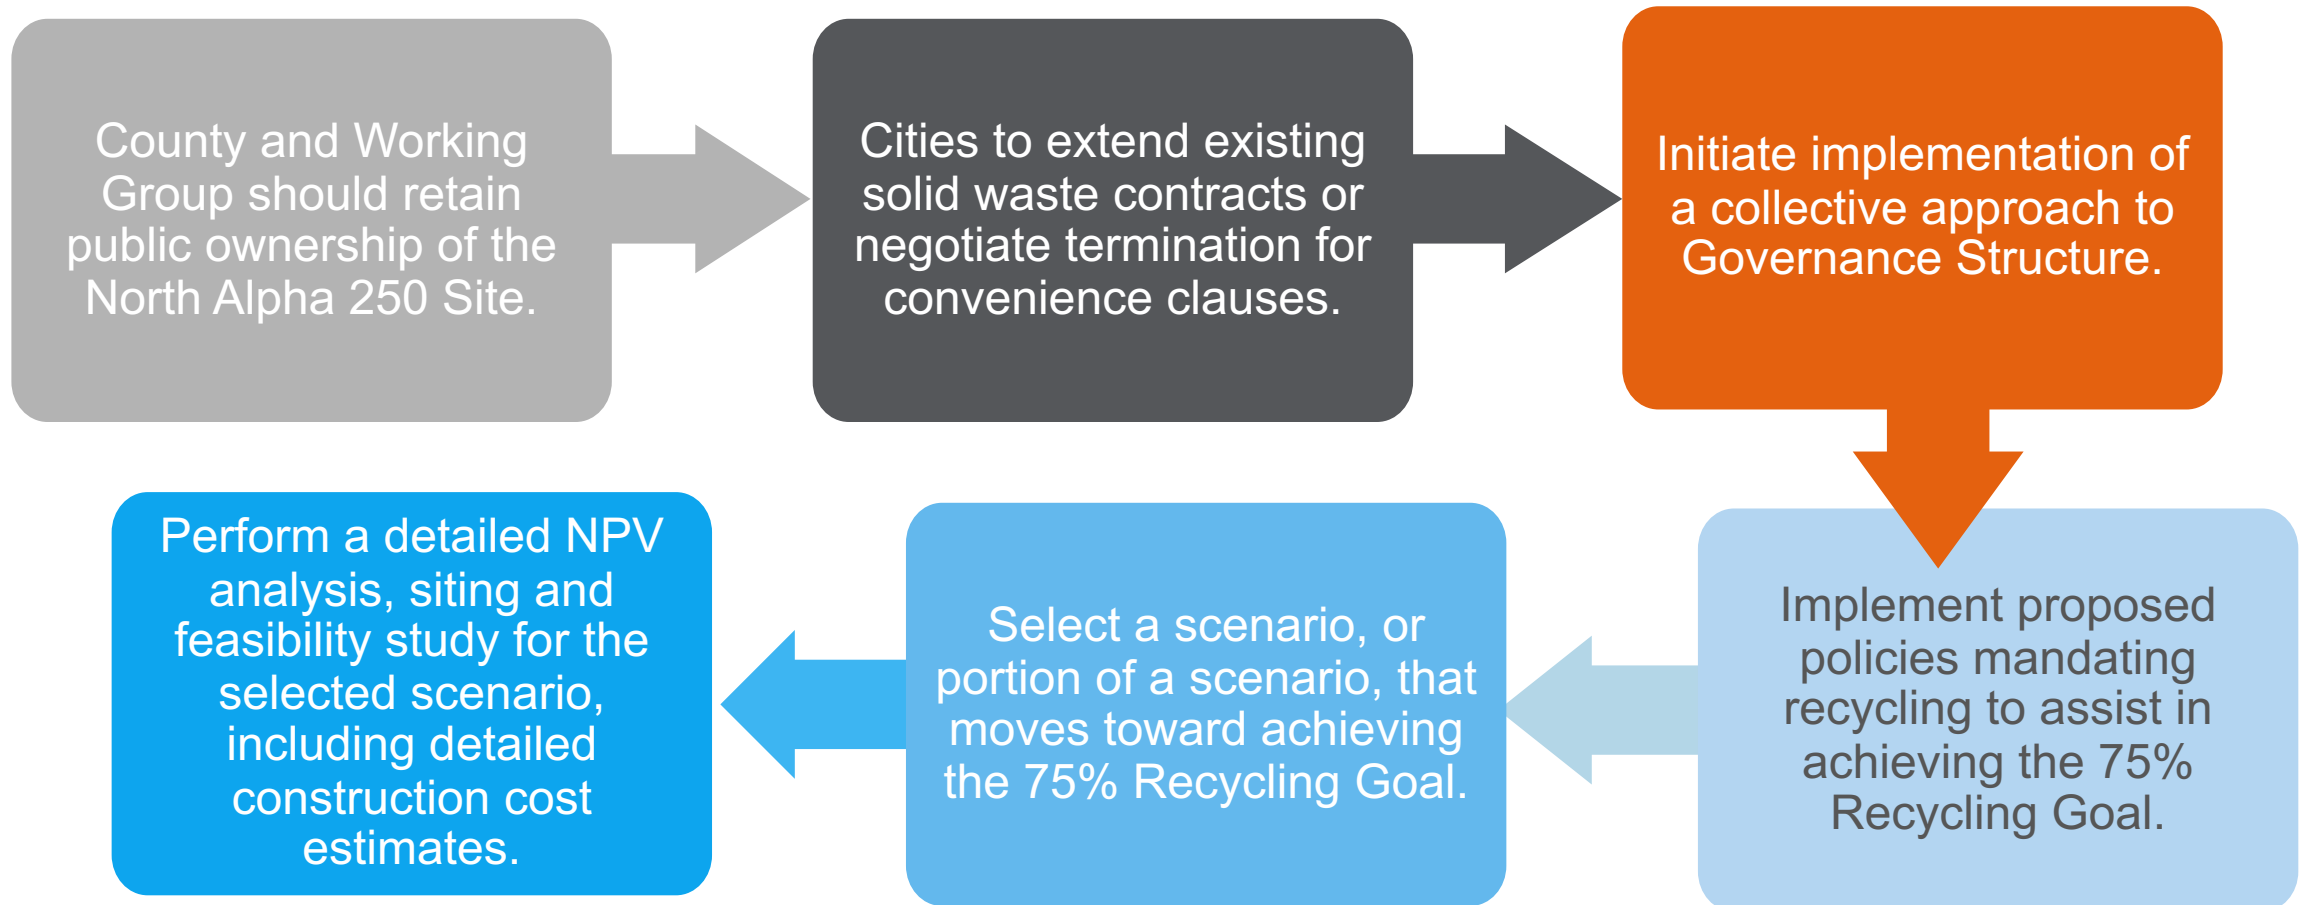 County and Working
Group should retain
public ownership of the
North Alpha 250 Site.
Cities to extend existing
solid waste contracts or
negotiate termination for
convenience clauses.
Initiate implementation of
a collective approach to
Governance Structure.
Implement proposed
policies mandating
recycling to assist in
achieving the 75%
Recycling Goal.
Select a scenario, or
portion of a scenario, that
moves toward achieving
the 75% Recycling Goal.
Perform a detailed NPV
analysis, siting and
feasibility study for the
selected scenario,
including detailed
construction cost
estimates.